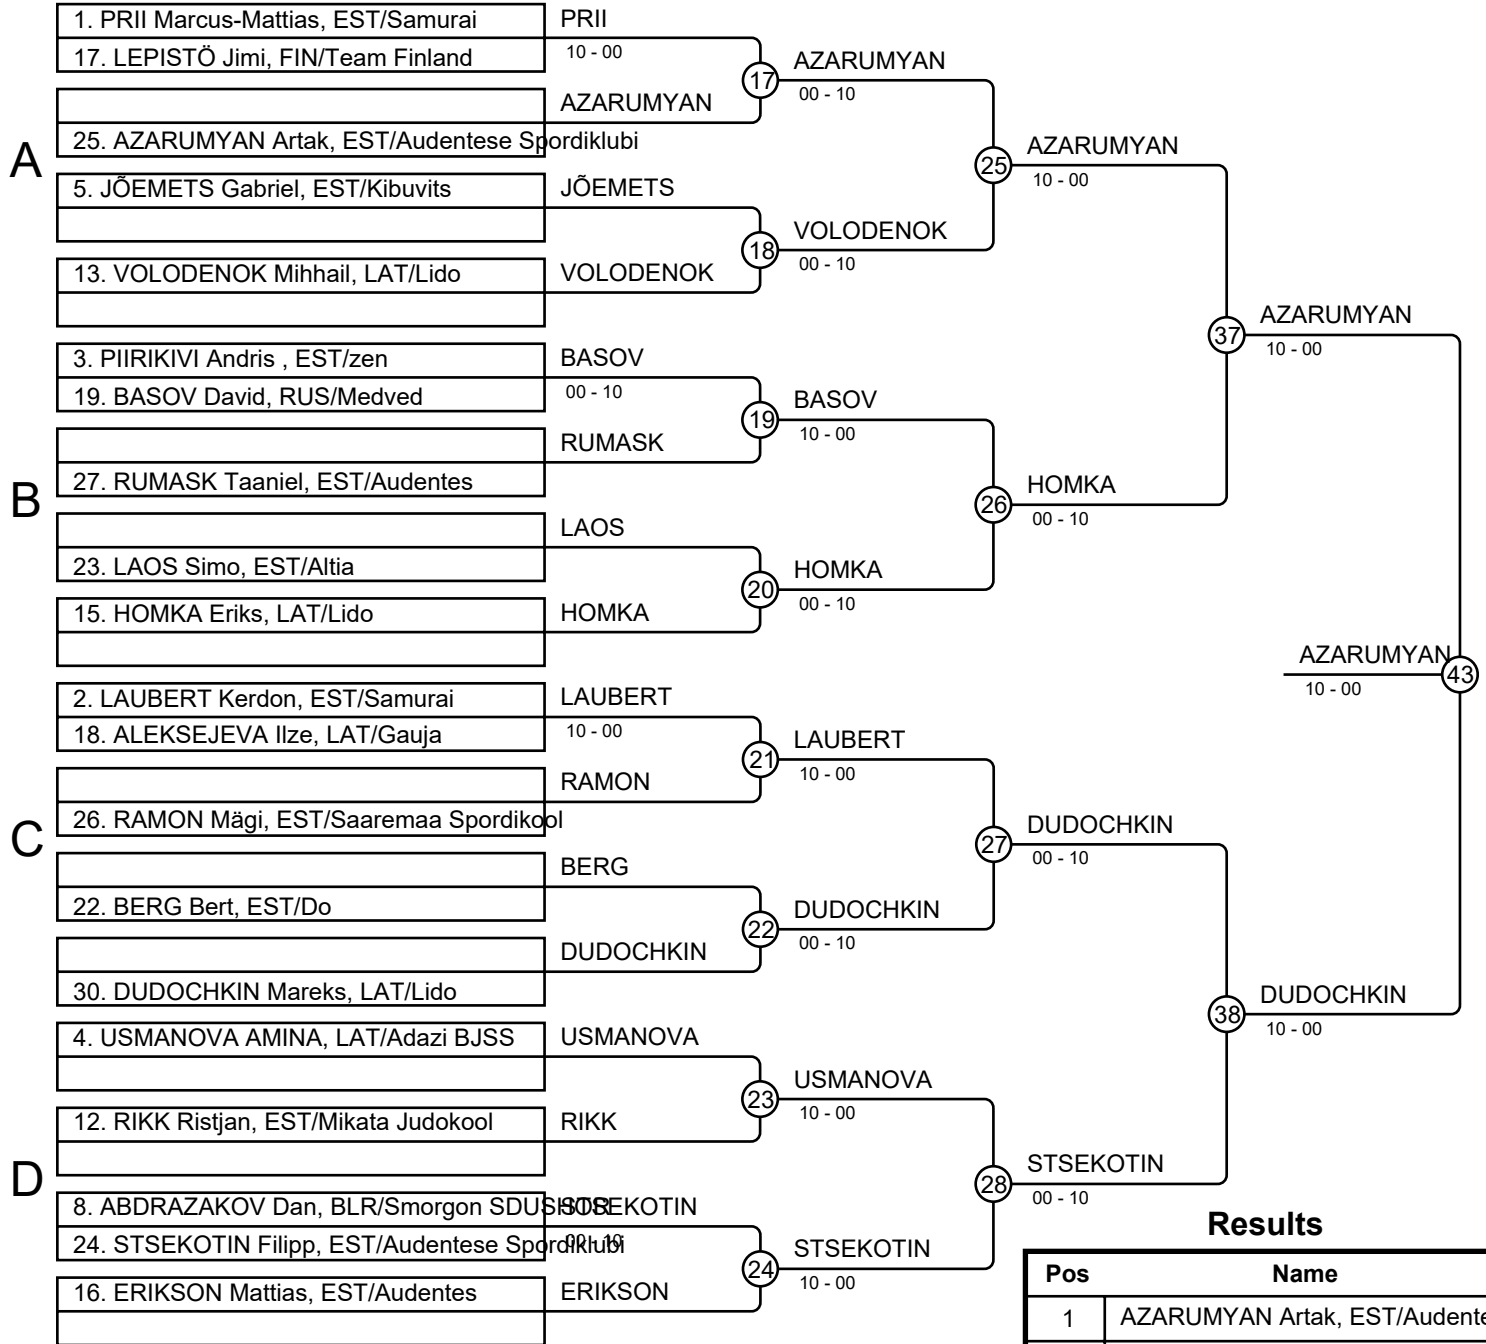 1. PRII Marcus-Mattias, EST/Samurai
PRII
10 - 00
17. LEPISTÖ Jimi, FIN/Team Finland
17
AZARUMYAN
00 - 10
AZARUMYAN
25. AZARUMYAN Artak, EST/Audentese Spordiklubi
A
25
AZARUMYAN
10 - 00
5. JÕEMETS Gabriel, EST/Kibuvits
JÕEMETS
18
VOLODENOK
00 - 10
13. VOLODENOK Mihhail, LAT/Lido
VOLODENOK
37
AZARUMYAN
10 - 00
3. PIIRIKIVI Andris , EST/zen
BASOV
00 - 10
19. BASOV David, RUS/Medved
19
BASOV
10 - 00
RUMASK
27. RUMASK Taaniel, EST/Audentes
B
26
HOMKA
00 - 10
LAOS
23. LAOS Simo, EST/Altia
20
HOMKA
00 - 10
15. HOMKA Eriks, LAT/Lido
HOMKA
AZARUMYAN
43
10 - 00
2. LAUBERT Kerdon, EST/Samurai
LAUBERT
10 - 00
18. ALEKSEJEVA Ilze, LAT/Gauja
21
LAUBERT
10 - 00
RAMON
26. RAMON Mägi, EST/Saaremaa Spordikool
C
27
DUDOCHKIN
00 - 10
BERG
22. BERG Bert, EST/Do
22
DUDOCHKIN
00 - 10
DUDOCHKIN
30. DUDOCHKIN Mareks, LAT/Lido
38
DUDOCHKIN
10 - 00
4. USMANOVA AMINA, LAT/Adazi BJSS
USMANOVA
23
USMANOVA
10 - 00
12. RIKK Ristjan, EST/Mikata Judokool
RIKK
D
28
STSEKOTIN
00 - 10
8. ABDRAZAKOV Dan, BLR/Smorgon SDUSHOR
STSEKOTIN
00 - 10
24. STSEKOTIN Filipp, EST/Audentese Spordiklubi
24
STSEKOTIN
10 - 00
16. ERIKSON Mattias, EST/Audentes
ERIKSON
Results
Pos Name
1 AZARUMYAN Artak, EST/Audente